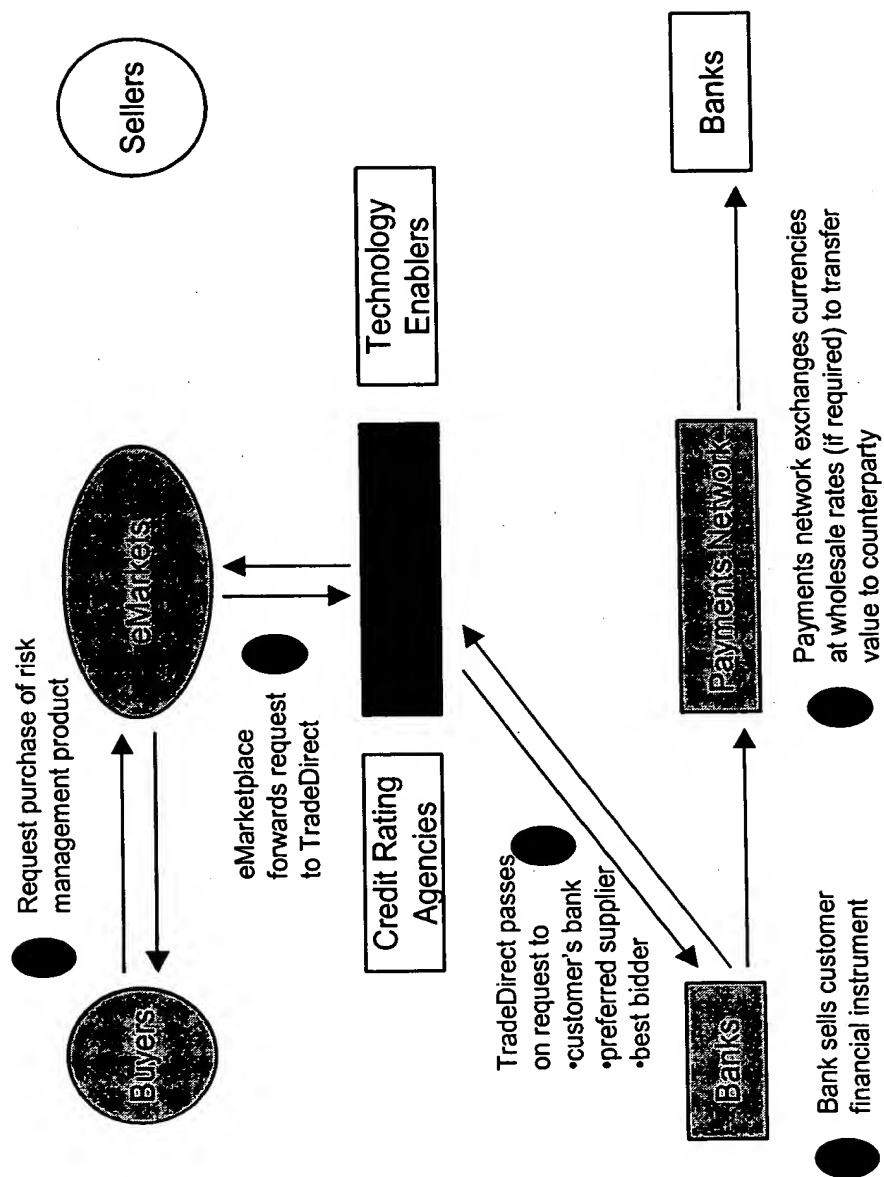 Request purchase of risk
management product
Buyers
eMarkets
Sellers
eMarketplace
forwards request
to TradeDirect
Credit Rating
Agencies
Technology
Enablers
TradeDirect passes
on request to
•customer's bank
•preferred supplier
•best bidder
Banks
Payments Network
Banks
Bank sells customer
financial instrument
Payments network exchanges currencies
at wholesale rates (if required) to transfer
value to counterparty